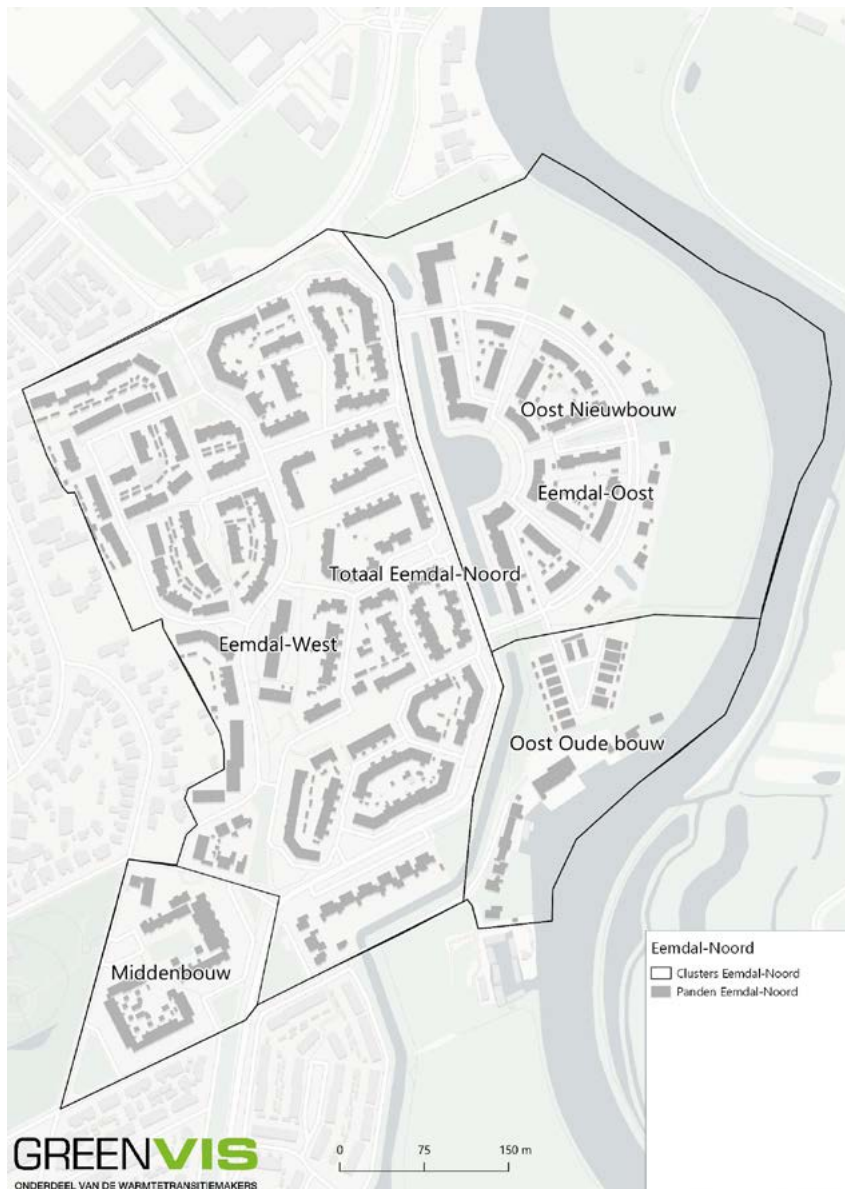 Oost Nieuwbouw
Eemdal-Oost
Totaal Eemdal-Noord
Eemdal-West
Oost Oude bouw
Middenbouw
Eemdal-Noord
Clusters Eemdal-Noord
Panden Eemdal-Noord
GREENVIS
ONDERDEEL VAN DE WARMTETRANSITIEMAKERS
0 75 150 m